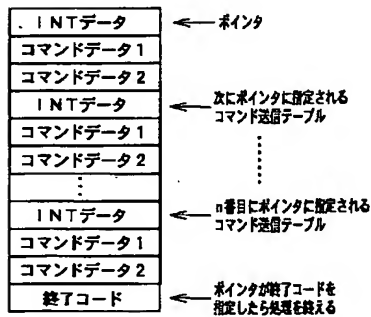 INTデータ
ポインタ
コマンドデータ1
コマンドデータ2
INTデータ
次にポインタに指定される
コマンド送信テーブル
コマンドデータ1
コマンドデータ2
INTデータ
n番目にポインタに指定される
コマンド送信テーブル
コマンドデータ1
コマンドデータ2
終了コード
ポインタが終了コードを
指定したら処理を終える